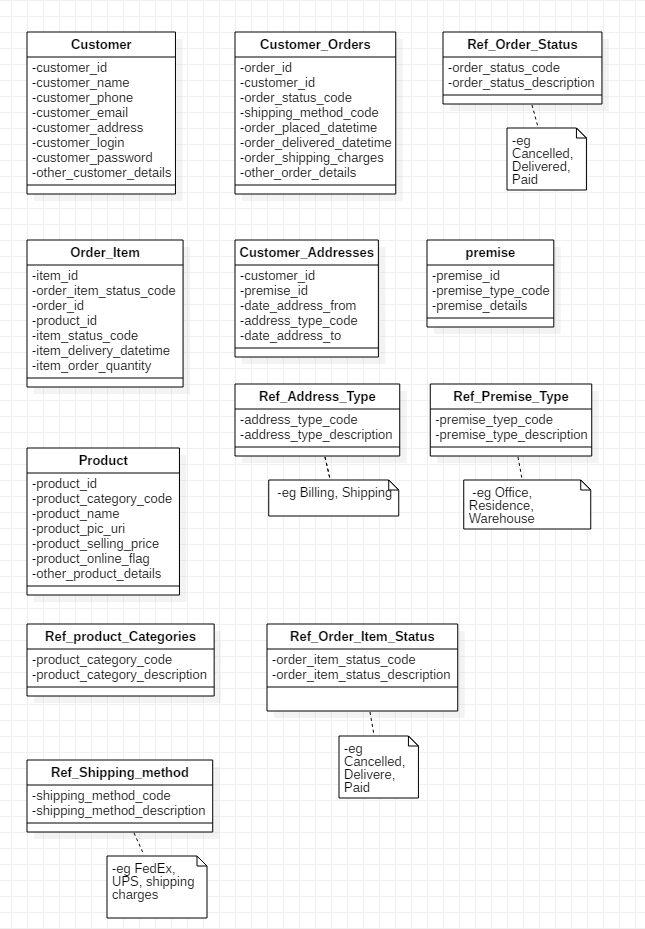 Customer
-customer_id
-customer_name
-customer_phone
-customer_email
-customer_address
-customer_login
-customer_password
-other_customer_details
Customer_Orders
-order_id
-customer_id
-order_status_code
-shipping_method_code
-order_placed_datetime
-order_delivered_datetime
-order_shipping_charges
-other_order_details
Ref_Order_Status
-order_status_code
-order_status_description
-eg
Cancelled,
Delivered,
Paid
Order_Item
-item_id
-order_item_status_code
-order_id
-product_id
-item_status_code
-item_delivery_datetime
-item_order_quantity
Customer_Addresses
-customer_id
-premise_id
-date_address_from
-address_type_code
-date_address_to
premise
-premise_id
-premise_type_code
-premise_details
Ref_Address_Type
-address_type_code
-address_type_description
-eg Billing, Shipping
Ref_Premise_Type
-premise_tyep_code
-premise_type_description
-eg Office,
Residence,
Warehouse
Product
-product_id
-product_category_code
-product_name
-product_pic_uri
-product_selling_price
-product_online_flag
-other_product_details
Ref_product_Categories
-product_category_code
-product_category_description
Ref_Order_Item_Status
-order_item_status_code
-order_item_status_description
-eg
Cancelled,
Delivere,
Paid
Ref_Shipping_method
-shipping_method_code
-shipping_method_description
-eg FedEx,
UPS, shipping
charges